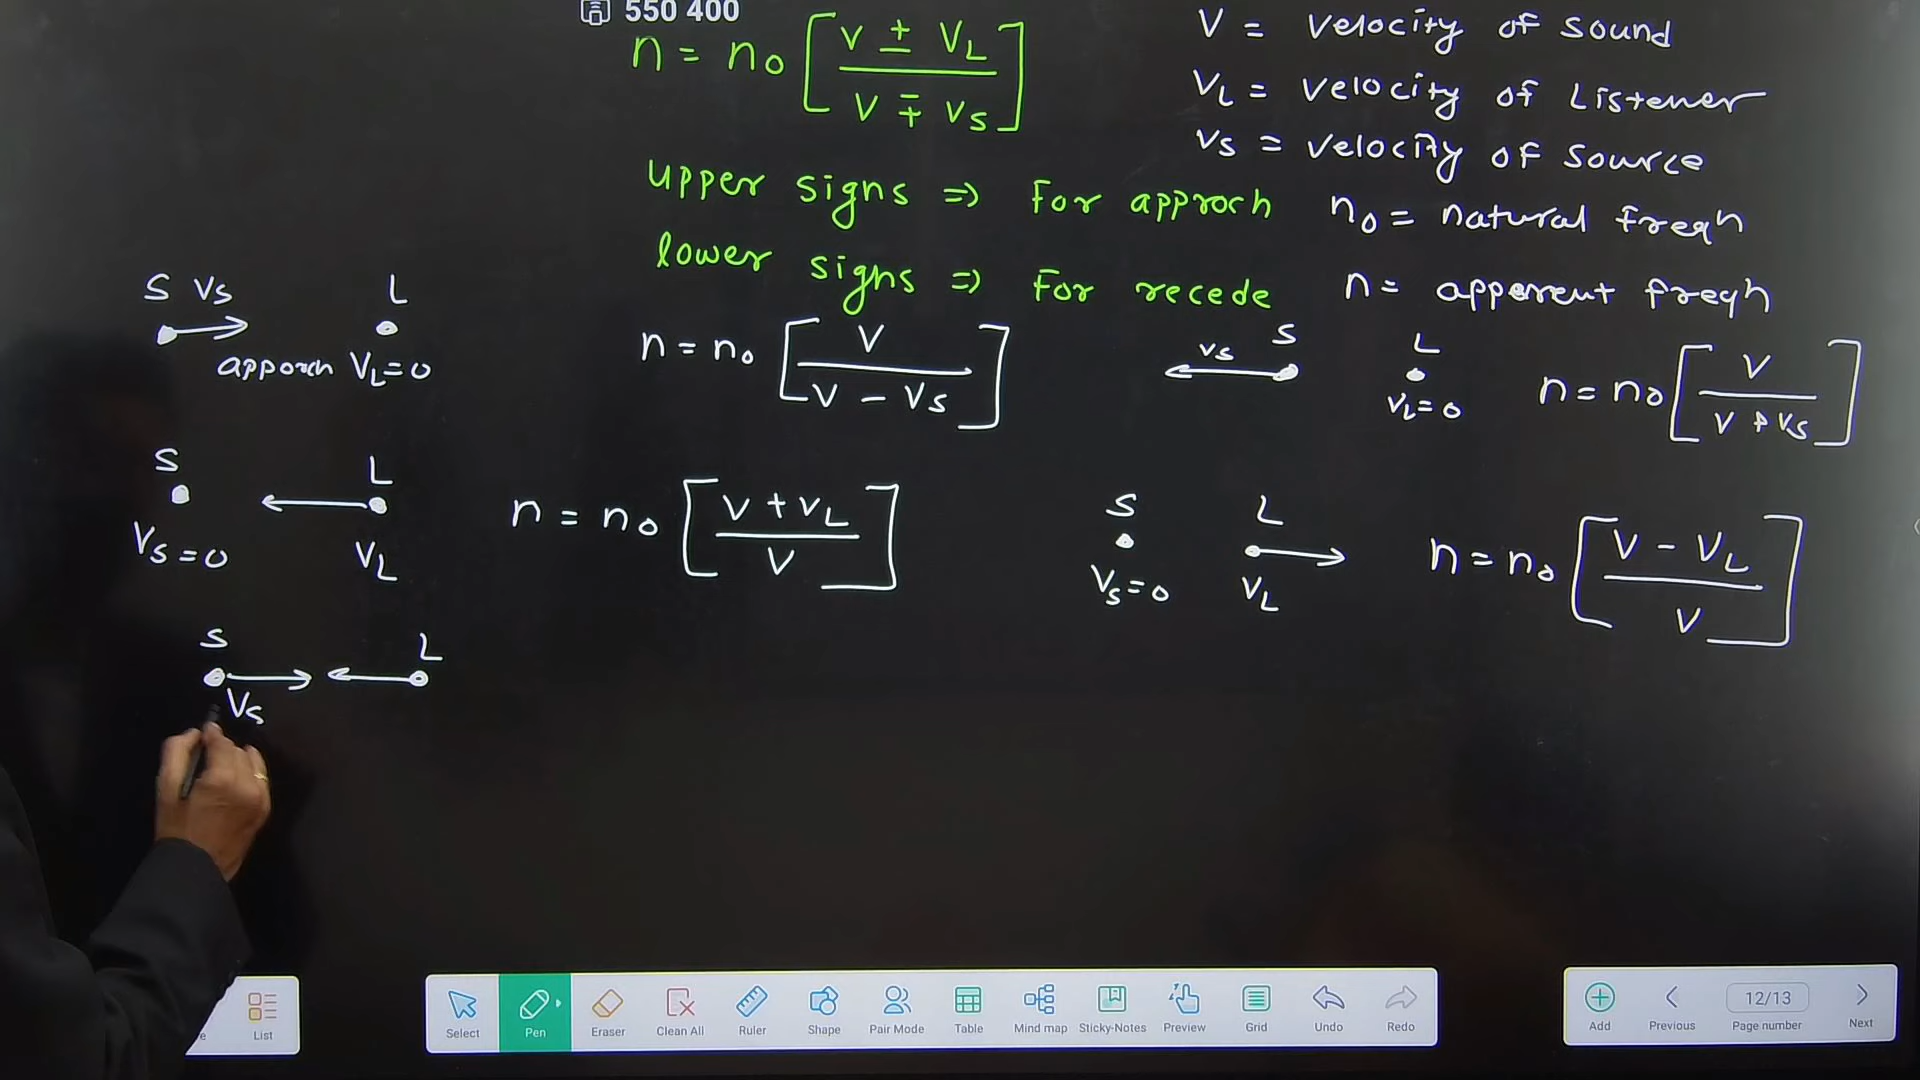 550 400
n = n₀ [ V ± V_L / V ∓ V_S ]
V = Velocity of Sound
V_L = Velocity of Listener
V_S = Velocity of Source
upper signs => For approch
n₀ = natural freqn
lower signs => For recede
n = apperent freqn
S V_S L
apporch V_L = 0
n = n₀ [ V / V - V_S ]
V_S S L
V_L = 0
n = n₀ [ V / V + V_S ]
S L
V_S = 0 V_L
n = n₀ [ V + V_L / V ]
S L
V_S = 0 V_L
n = n₀ [ V - V_L / V ]
S L
V_S
e
List
Select
Pen
Eraser
Clean All
Ruler
Shape
Pair Mode
Table
Mind map
Sticky-Notes
Preview
Grid
Undo
Redo
Add
Previous
12/13
Page number
Next